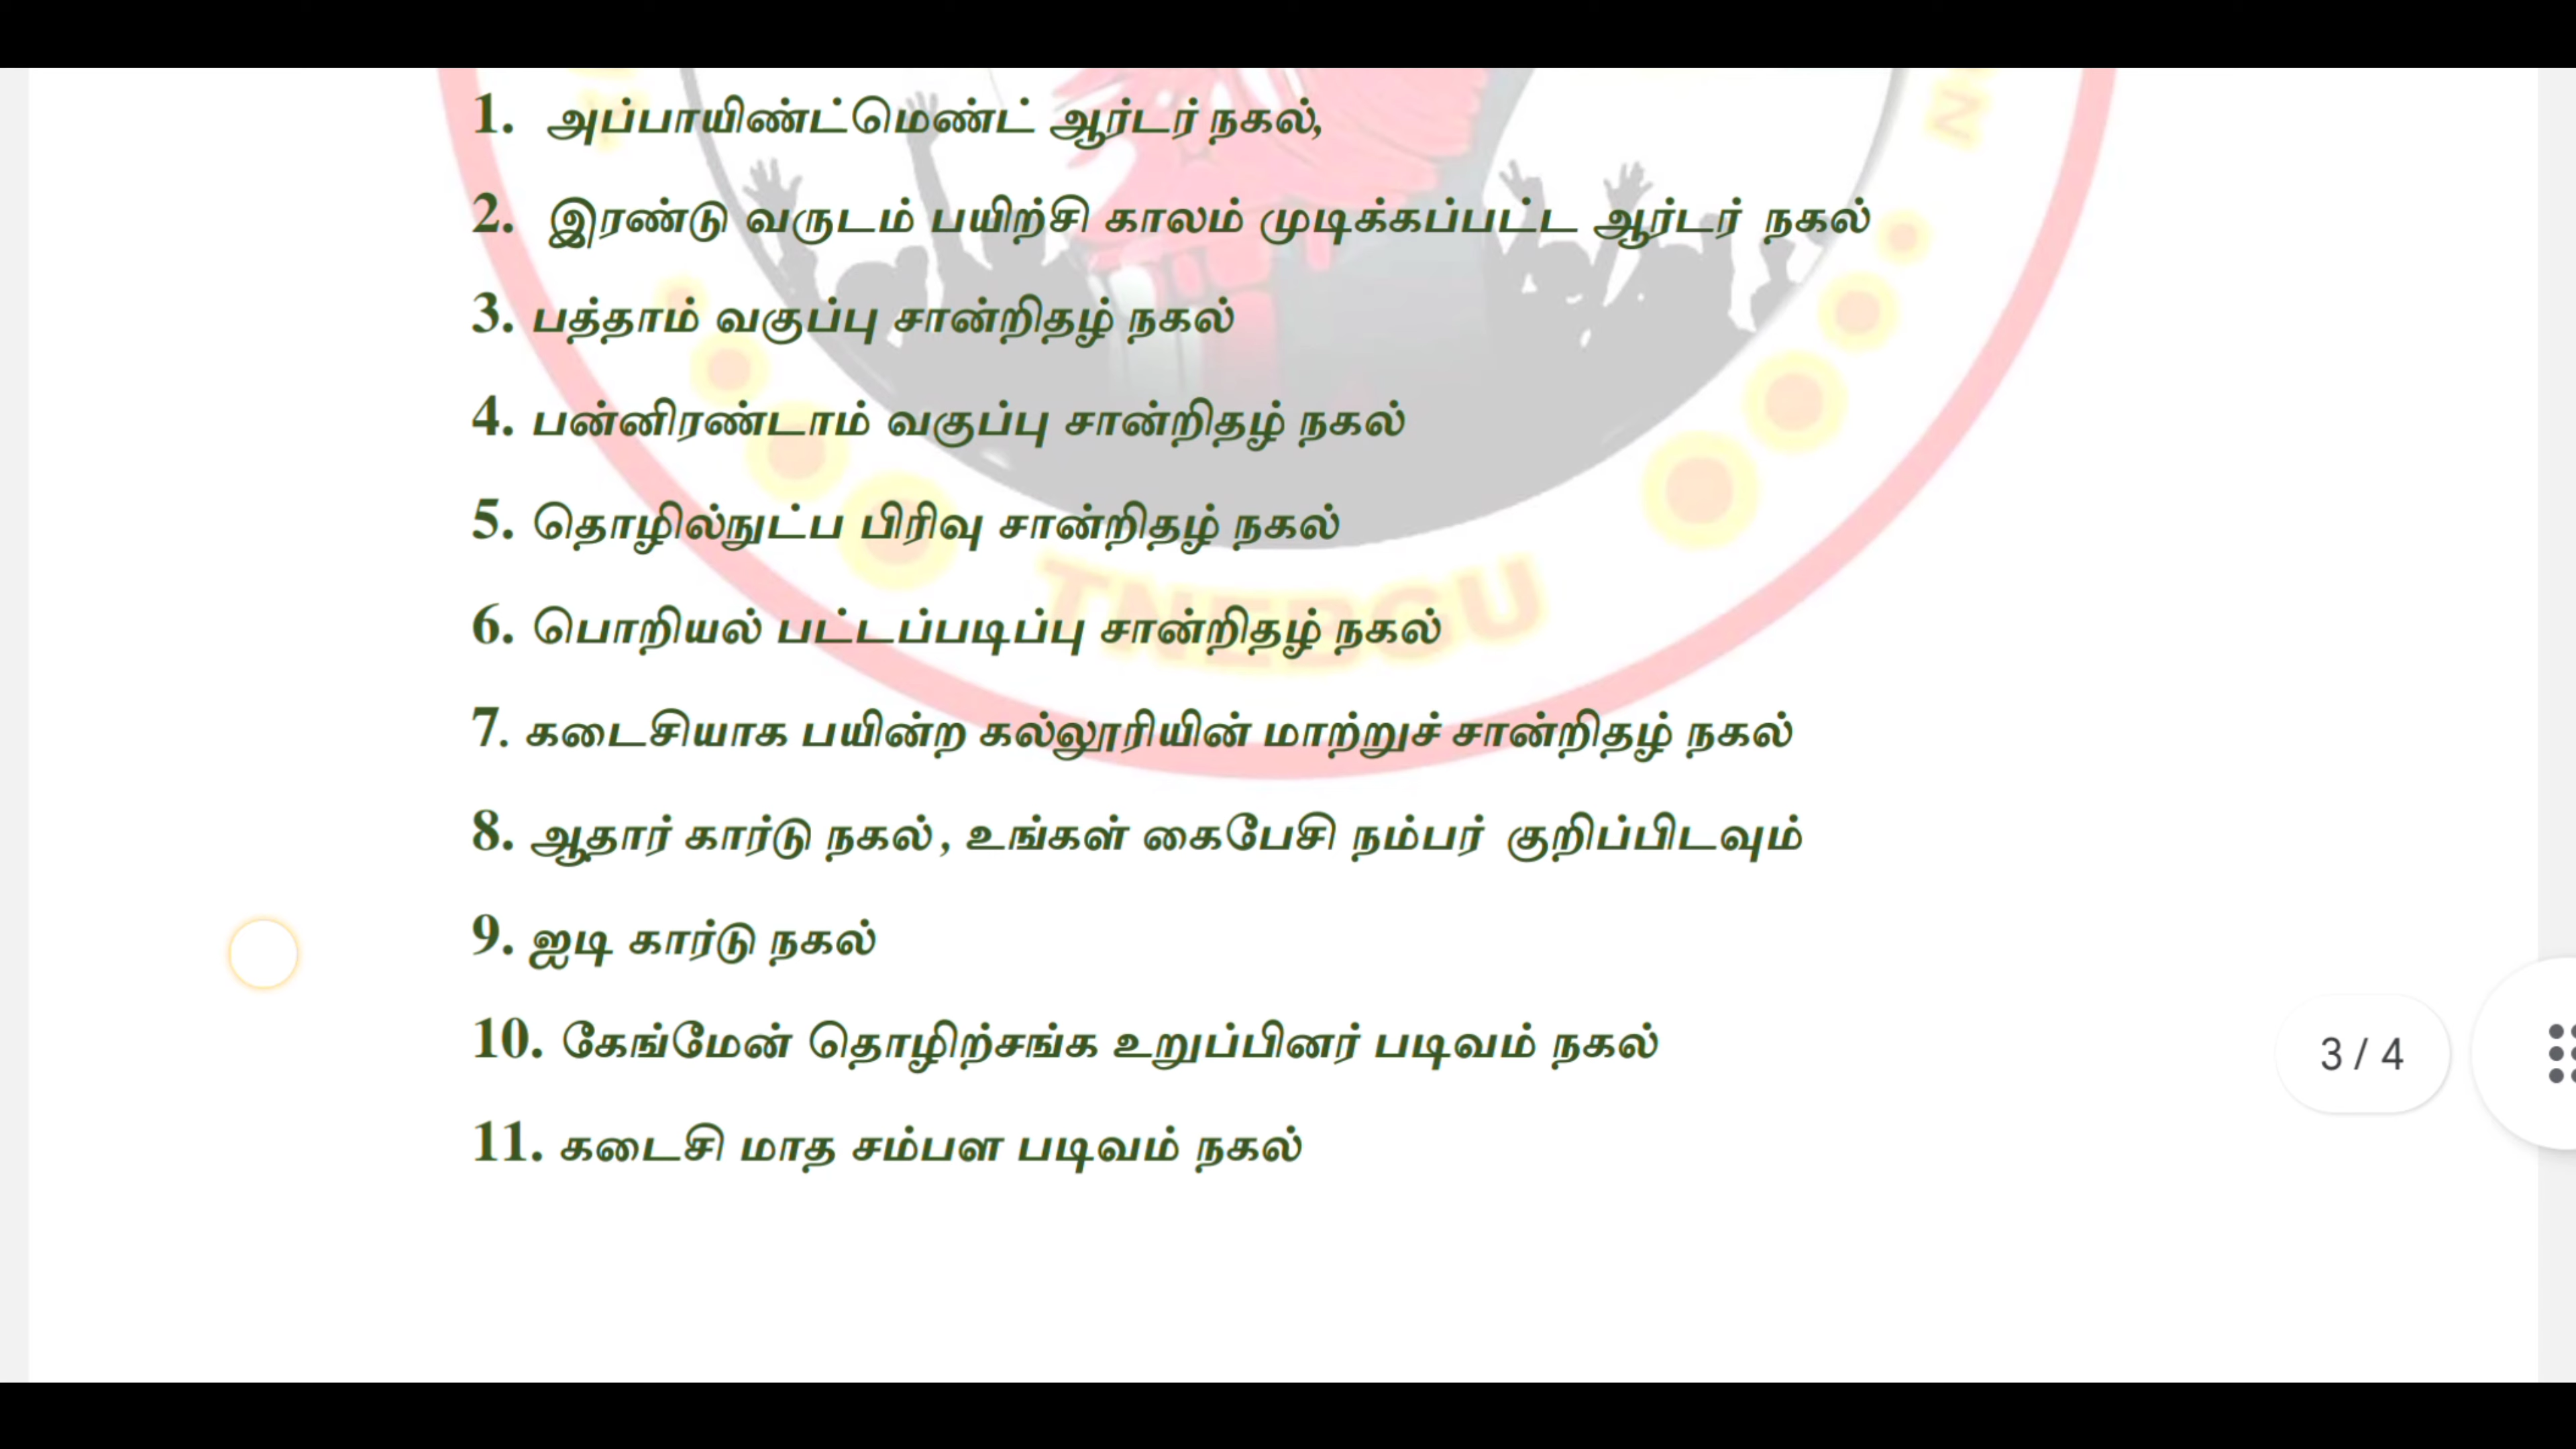 1. அப்பாயிண்ட்மெண்ட் ஆர்டர் நகல்,
2. இரண்டு வருடம் பயிற்சி காலம் முடிக்கப்பட்ட ஆர்டர் நகல்
3. பத்தாம் வகுப்பு சான்றிதழ் நகல்
4. பன்னிரண்டாம் வகுப்பு சான்றிதழ் நகல்
5. தொழில்நுட்ப பிரிவு சான்றிதழ் நகல்
TNEBGU
6. பொறியல் பட்டப்படிப்பு சான்றிதழ் நகல்
7. கடைசியாக பயின்ற கல்லூரியின் மாற்றுச் சான்றிதழ் நகல்
8. ஆதார் கார்டு நகல் , உங்கள் கைபேசி நம்பர் குறிப்பிடவும்
9. ஐடி கார்டு நகல்
10. கேங்மேன் தொழிற்சங்க உறுப்பினர் படிவம் நகல்
3 / 4
11. கடைசி மாத சம்பள படிவம் நகல்